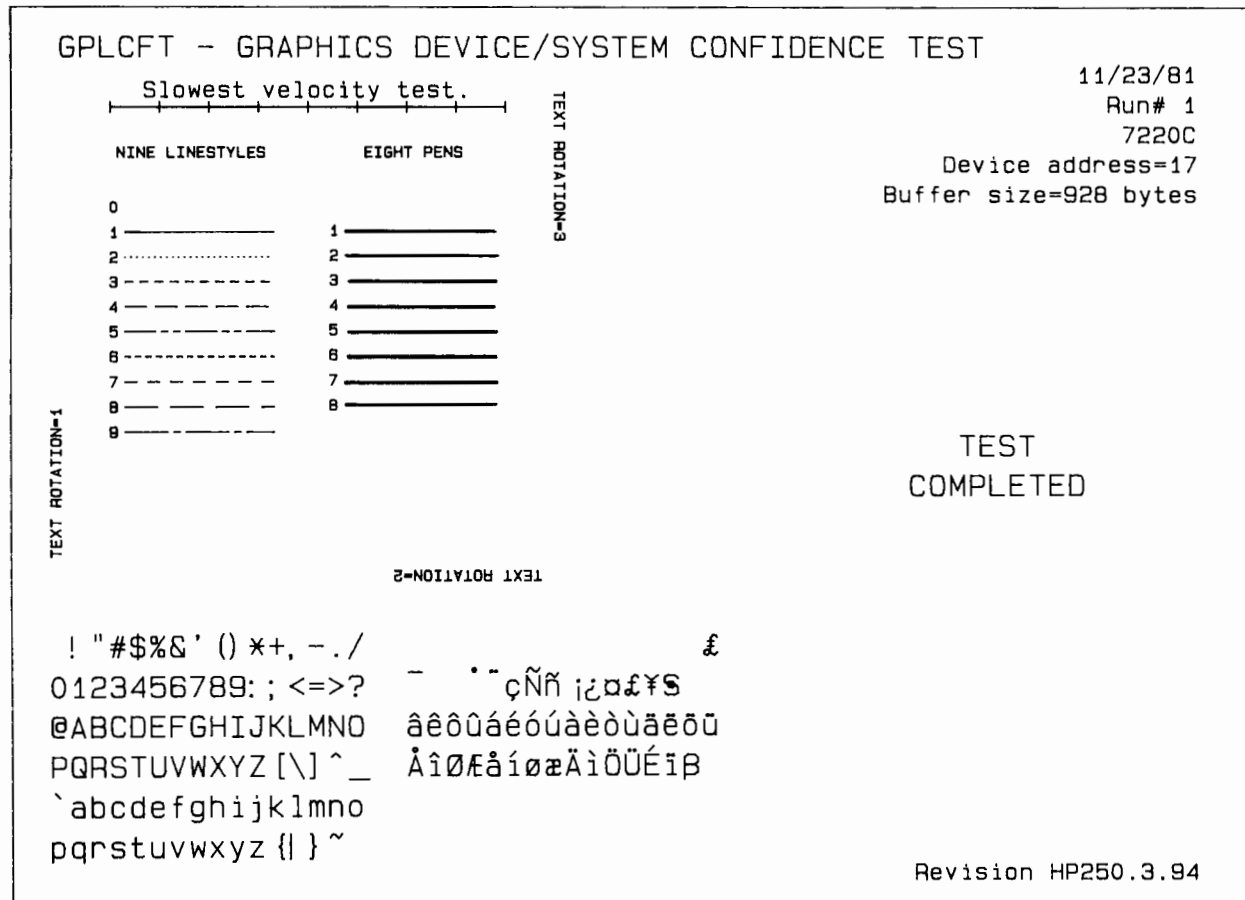 GPLCFT - GRAPHICS DEVICE/SYSTEM CONFIDENCE TEST
11/23/81
Run# 1
7220C
Device address=17
Buffer size=928 bytes
Slowest velocity test.
TEXT ROTATION=3
NINE LINESTYLES
EIGHT PENS
0
1
2
3
4
5
6
7
8
9
1
2
3
4
5
6
7
8
TEXT ROTATION=1
TEST
COMPLETED
TEXT ROTATION=2
! "#$%&'()*+,-./
0123456789:;<=>?
@ABCDEFGHIJKLMNO
PQRSTUVWXYZ[\]^_
`abcdefghijklmno
pqrstuvwxyz{|}~
£
¯ ˙¨çÑñ¡¿¤£¥§
âêôûáéóúàèòùäëöü
ÅîØÆåíøæÄìÖÜÉïβ
Revision HP250.3.94